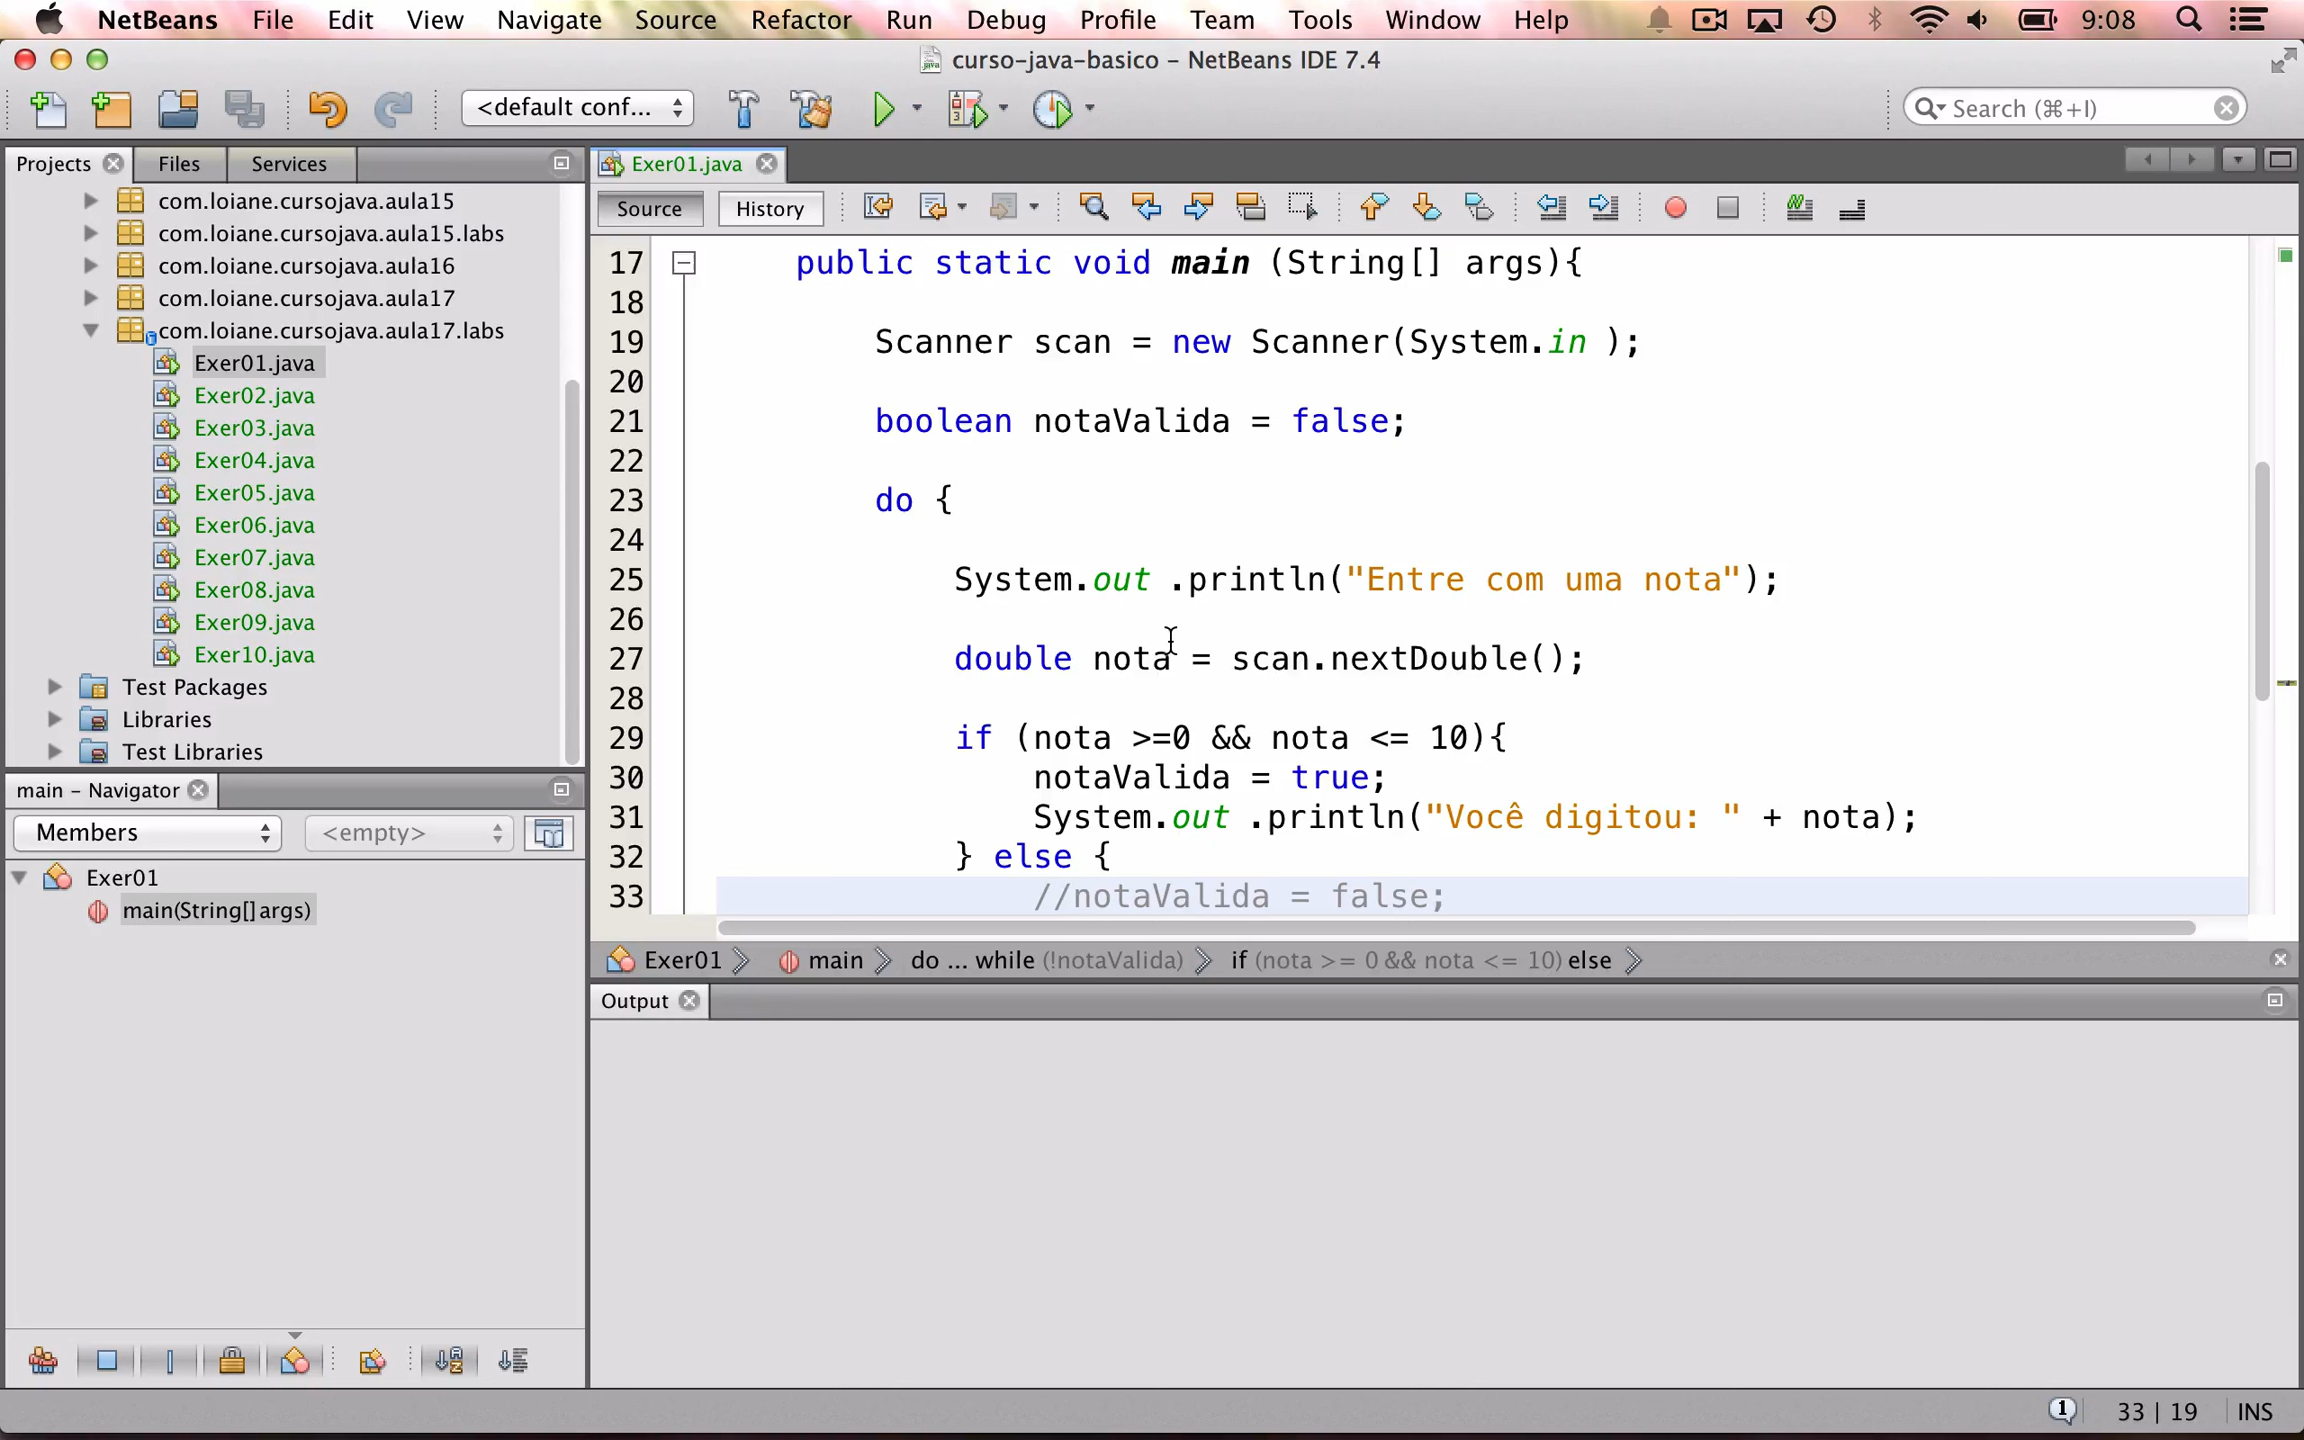 NetBeans File Edit View Navigate Source Refactor Run Debug Profile Team Tools Window Help 9:08
curso-java-basico – NetBeans IDE 7.4
<default conf... Search (⌘+I)
Projects Files Services
com.loiane.cursojava.aula15
com.loiane.cursojava.aula15.labs
com.loiane.cursojava.aula16
com.loiane.cursojava.aula17
com.loiane.cursojava.aula17.labs
Exer01.java
Exer02.java
Exer03.java
Exer04.java
Exer05.java
Exer06.java
Exer07.java
Exer08.java
Exer09.java
Exer10.java
Test Packages
Libraries
Test Libraries
main – Navigator
Members <empty>
Exer01
main(String[] args)
Exer01.java
Source History
17 public static void main (String[] args){
18
19 Scanner scan = new Scanner(System.in );
20
21 boolean notaValida = false;
22
23 do {
24
25 System.out .println("Entre com uma nota");
26
27 double nota = scan.nextDouble();
28
29 if (nota >=0 && nota <= 10){
30 notaValida = true;
31 System.out .println("Você digitou: " + nota);
32 } else {
33 //notaValida = false;
Exer01 main do ... while (!notaValida) if (nota >= 0 && nota <= 10) else
Output
1 33 | 19 INS